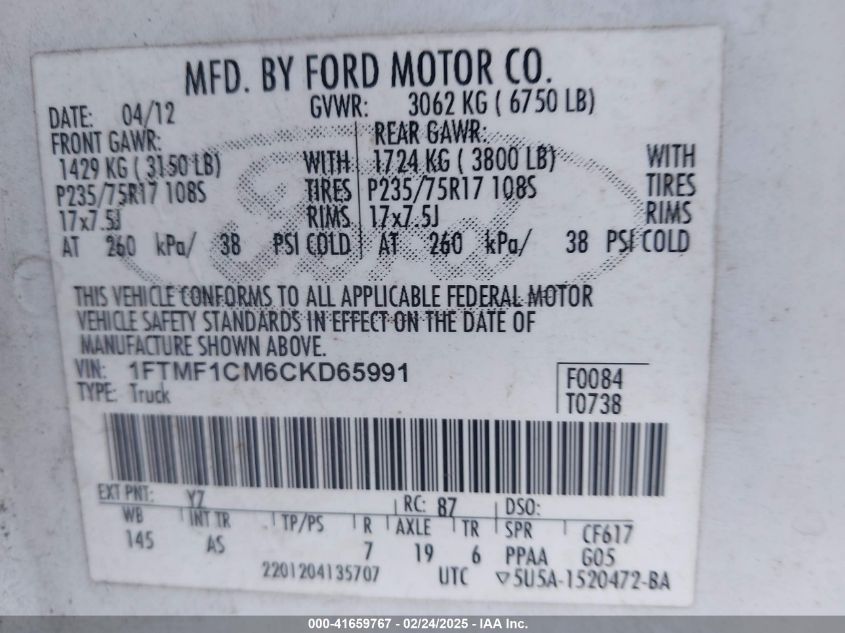 MFD. BY FORD MOTOR CO.
DATE: 04/12 GVWR: 3062 KG ( 6750 LB)
FRONT GAWR: REAR GAWR:
1429 KG ( 3150 LB) WITH 1724 KG ( 3800 LB) WITH
P235/75R17 108S TIRES P235/75R17 108S TIRES
17x7.5J RIMS 17x7.5J RIMS
AT 260 kPa/ 38 PSI COLD AT 260 kPa/ 38 PSI COLD
Ford
THIS VEHICLE CONFORMS TO ALL APPLICABLE FEDERAL MOTOR
VEHICLE SAFETY STANDARDS IN EFFECT ON THE DATE OF
MANUFACTURE SHOWN ABOVE.
VIN: 1FTMF1CM6CKD65991 F0084
TYPE: Truck T0738
EXT PNT: YZ RC: 87 DSO:
WB INT TR TP/PS R AXLE TR SPR CF617
145 AS 7 19 6 PPAA G05
2201204135707 UTC ▽5U5A-1520472-BA
000-41659767 - 02/24/2025 - IAA Inc.